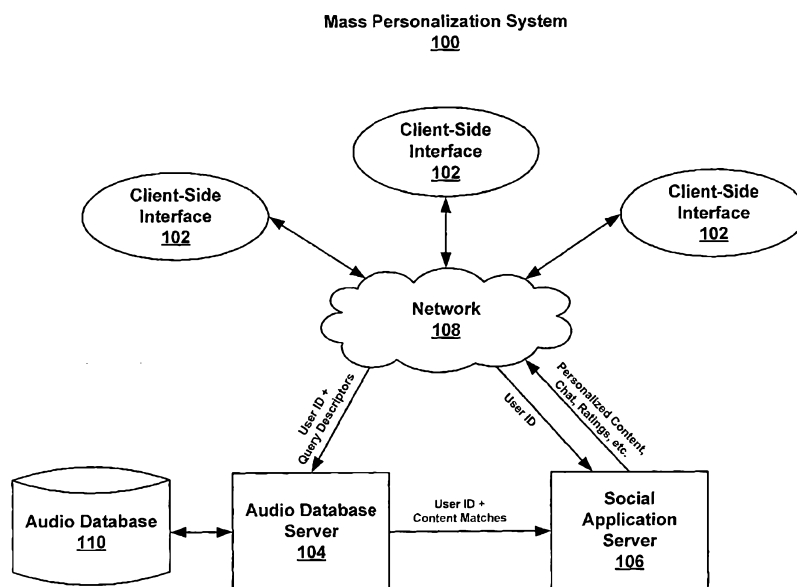 Mass Personalization System
100
Client-Side
Interface
102
Client-Side
Interface
102
Client-Side
Interface
102
Network
108
User ID +
Query Descriptors
User ID
Personalized Content,
Chat, Ratings, etc.
Audio Database
110
Audio Database
Server
104
User ID +
Content Matches
Social
Application
Server
106